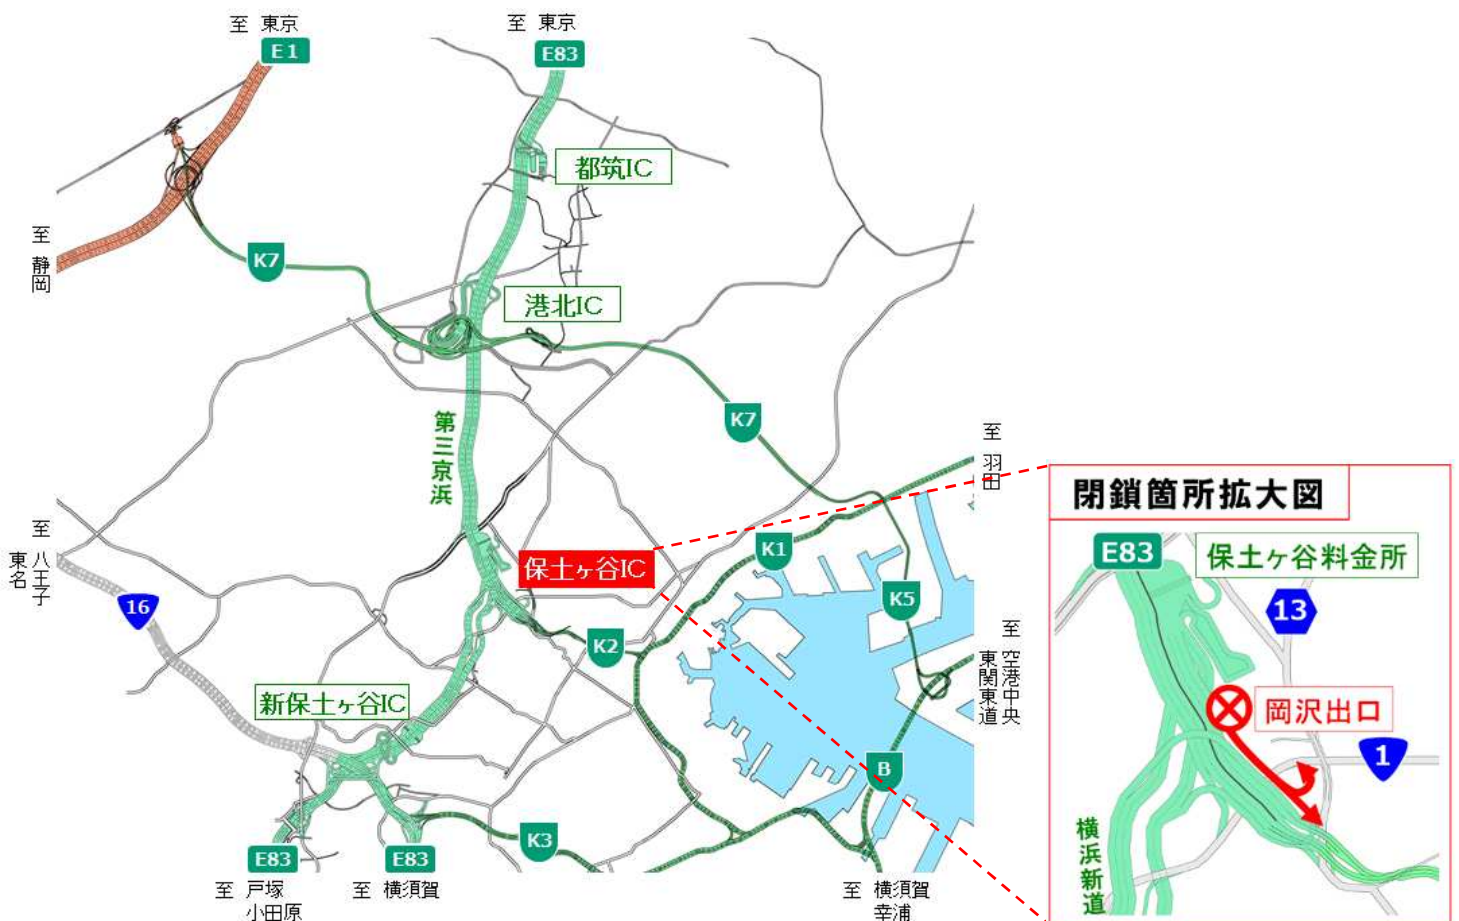 至 東京
E1
至 東京
E83
都筑IC
至 静岡
K7
港北IC
第三京浜
K7
至 羽田
閉鎖箇所拡大図
E83
保土ヶ谷料金所
13
岡沢出口
1
横浜新道
至 八王子
東名
16
保土ヶ谷IC
K1
K5
K2
至 空港中央
東関東道
新保土ヶ谷IC
B
K3
E83
E83
至 戸塚
小田原
至 横須賀
至 横須賀
幸浦